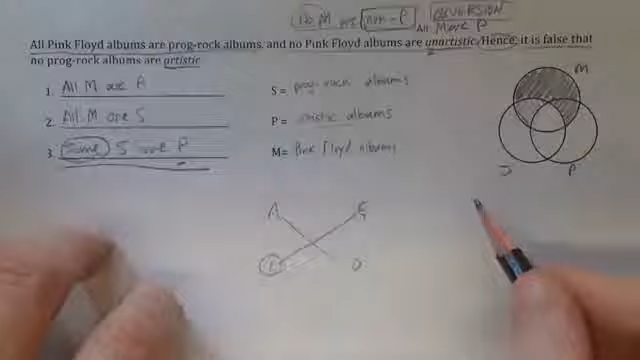 No M are non-P OBVERSION
All M are P
All Pink Floyd albums are prog-rock albums, and no Pink Floyd albums are unartistic. Hence, it is false that
no prog-rock albums are artistic
1. All M are P
S = prog-rock albums
M
2. All M are S
P = artistic albums
3. Some S are P
M= Pink Floyd albums
S P
A E
I O